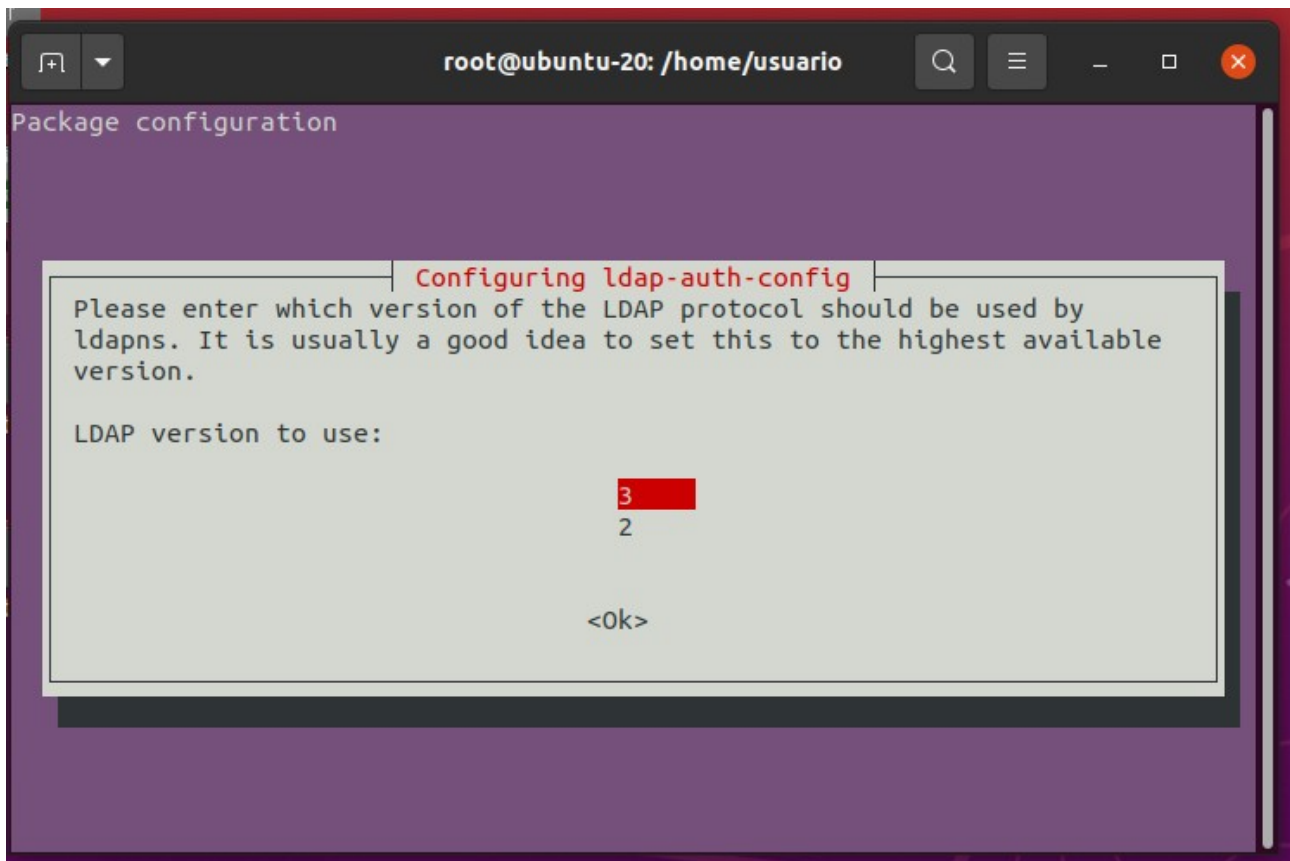 root@ubuntu-20: /home/usuario
Package configuration
Configuring ldap-auth-config
Please enter which version of the LDAP protocol should be used by
ldapns. It is usually a good idea to set this to the highest available
version.
LDAP version to use:
3
2
<Ok>